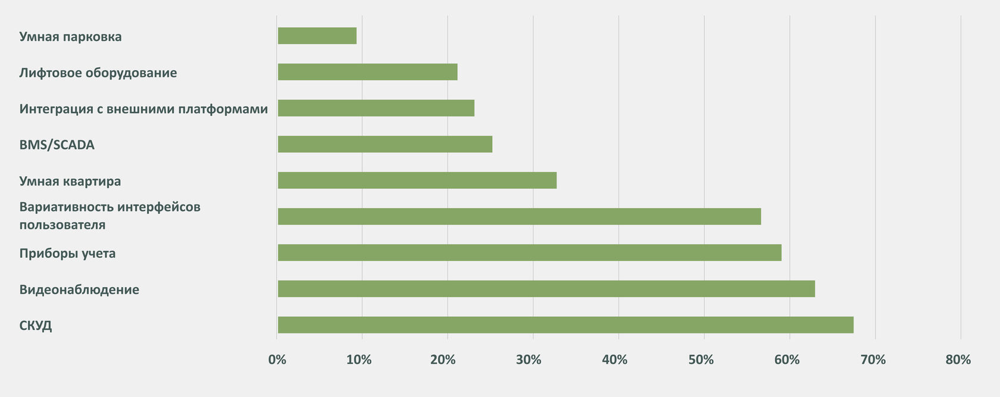 Умная парковка
Лифтовое оборудование
Интеграция с внешними платформами
BMS/SCADA
Умная квартира
Вариативность интерфейсов
пользователя
Приборы учета
Видеонаблюдение
СКУД
0% 10% 20% 30% 40% 50% 60% 70% 80%